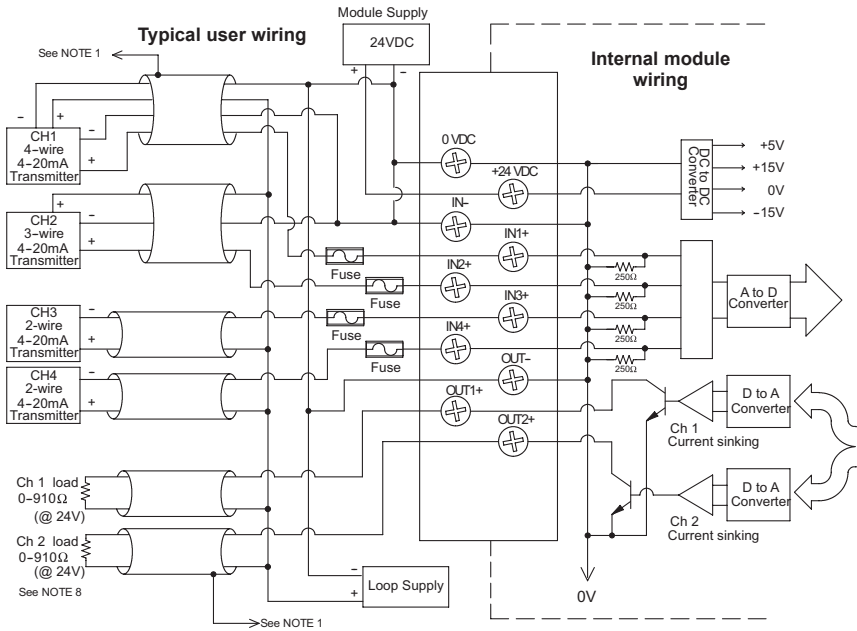 Module Supply
24VDC
+
-
Typical user wiring
See NOTE 1
Internal module
wiring
- +
CH1
4-wire
4-20mA
Transmitter
-
+
0 VDC
+24 VDC
DC to DC
Converter
+5V
+15V
0V
-15V
CH2
3-wire
4-20mA
Transmitter
+
-
+
IN-
IN1+
Fuse
IN2+
Fuse
250Ω
250Ω
250Ω
250Ω
A to D
Converter
CH3
2-wire
4-20mA
Transmitter
-
+
IN3+
Fuse
IN4+
Fuse
CH4
2-wire
4-20mA
Transmitter
-
+
OUT-
OUT1+
OUT2+
D to A
Converter
Ch 1
Current sinking
D to A
Converter
Ch 2
Current sinking
Ch 1 load
0-910Ω
(@ 24V)
Ch 2 load
0-910Ω
(@ 24V)
See NOTE 8
-
+
Loop Supply
0V
See NOTE 1